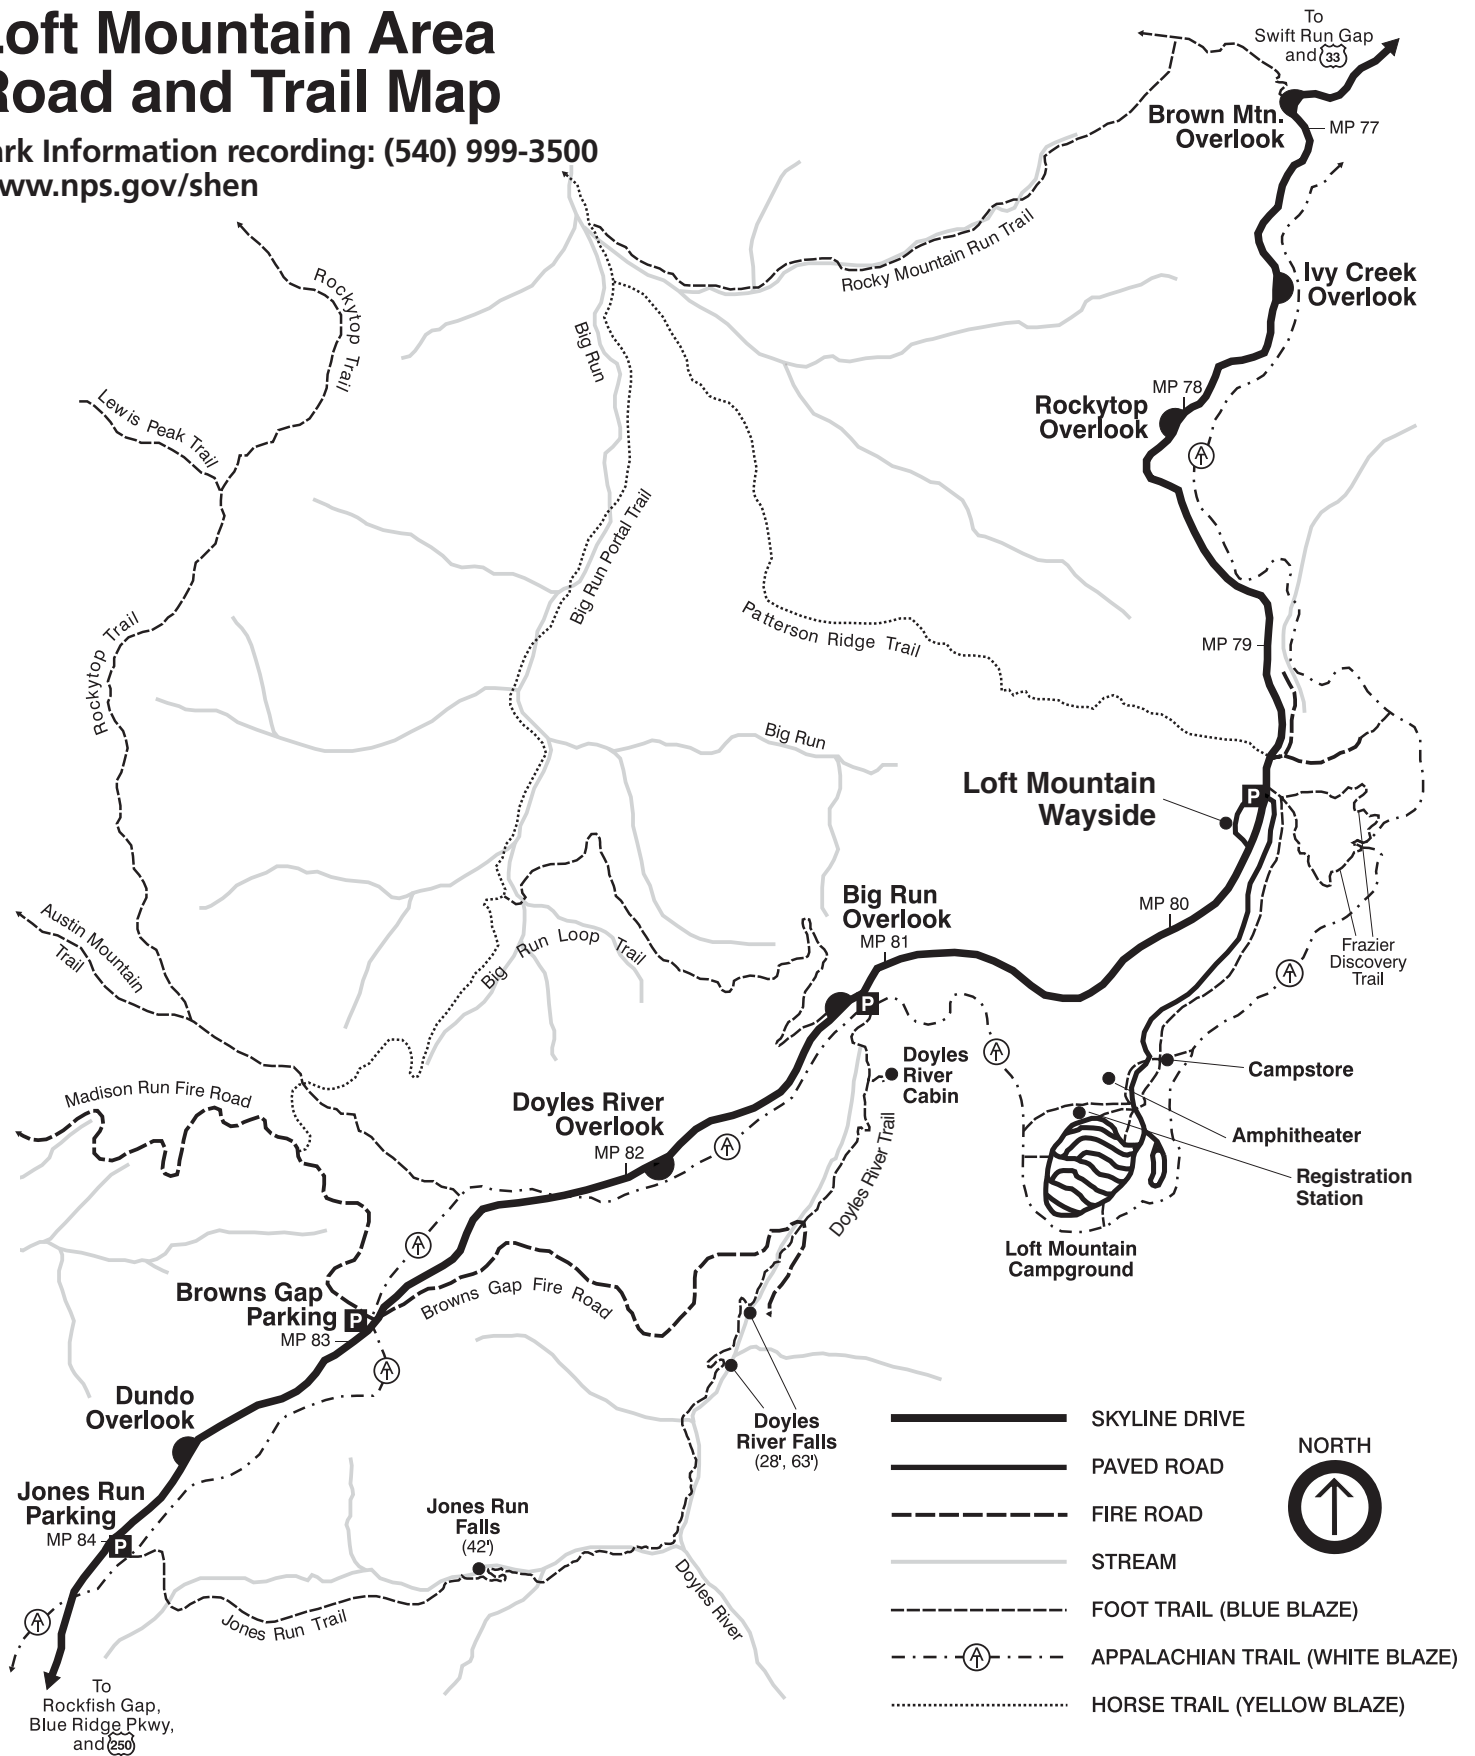 oft Mountain Area
oad and Trail Map
ark Information recording: (540) 999-3500
ww.nps.gov/shen
To
Swift Run Gap
and 33
Brown Mtn.
Overlook
MP 77
Rocky Mountain Run Trail
Ivy Creek
Overlook
Rockytop Trail
Big Run
MP 78
Rockytop
Overlook
Lewis Peak Trail
Big Run Portal Trail
Patterson Ridge Trail
Rockytop Trail
MP 79
Big Run
Loft Mountain
Wayside
P
Big Run
Overlook
MP 81
MP 80
Austin Mountain
Trail
Big Run Loop Trail
Frazier
Discovery
Trail
P
Doyles
River
Cabin
Campstore
Madison Run Fire Road
Doyles River
Overlook
MP 82
Doyles River Trail
Amphitheater
Registration
Station
Loft Mountain
Campground
Browns Gap
Parking P
MP 83
Browns Gap Fire Road
Dundo
Overlook
Doyles
River Falls
(28', 63')
Jones Run
Parking
MP 84
P
Jones Run
Falls
(42')
Jones Run Trail
Doyles River
To
Rockfish Gap,
Blue Ridge Pkwy,
and 250
SKYLINE DRIVE
PAVED ROAD
FIRE ROAD
STREAM
FOOT TRAIL (BLUE BLAZE)
APPALACHIAN TRAIL (WHITE BLAZE)
HORSE TRAIL (YELLOW BLAZE)
NORTH